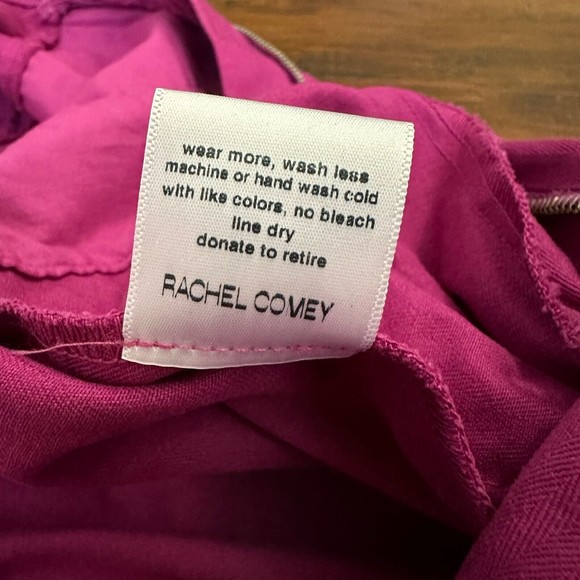 wear more, wash less
machine or hand wash cold
with like colors, no bleach
line dry
donate to retire
RACHEL COMEY